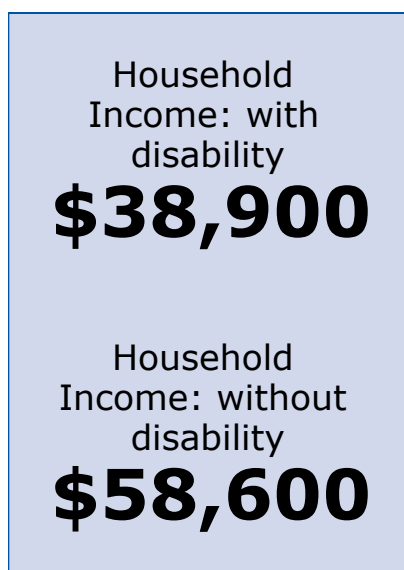 Household
Income: with
disability
$38,900
Household
Income: without
disability
$58,600